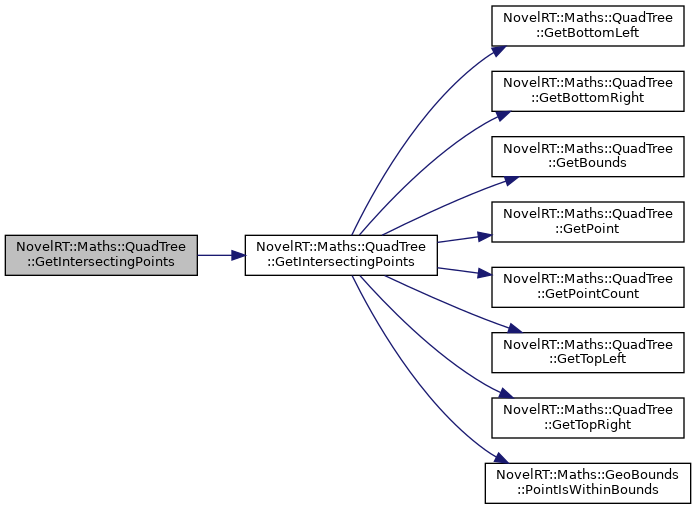 NovelRT::Maths::QuadTree
::GetIntersectingPoints
NovelRT::Maths::QuadTree
::GetIntersectingPoints
NovelRT::Maths::QuadTree
::GetBottomLeft
NovelRT::Maths::QuadTree
::GetBottomRight
NovelRT::Maths::QuadTree
::GetBounds
NovelRT::Maths::QuadTree
::GetPoint
NovelRT::Maths::QuadTree
::GetPointCount
NovelRT::Maths::QuadTree
::GetTopLeft
NovelRT::Maths::QuadTree
::GetTopRight
NovelRT::Maths::GeoBounds
::PointIsWithinBounds